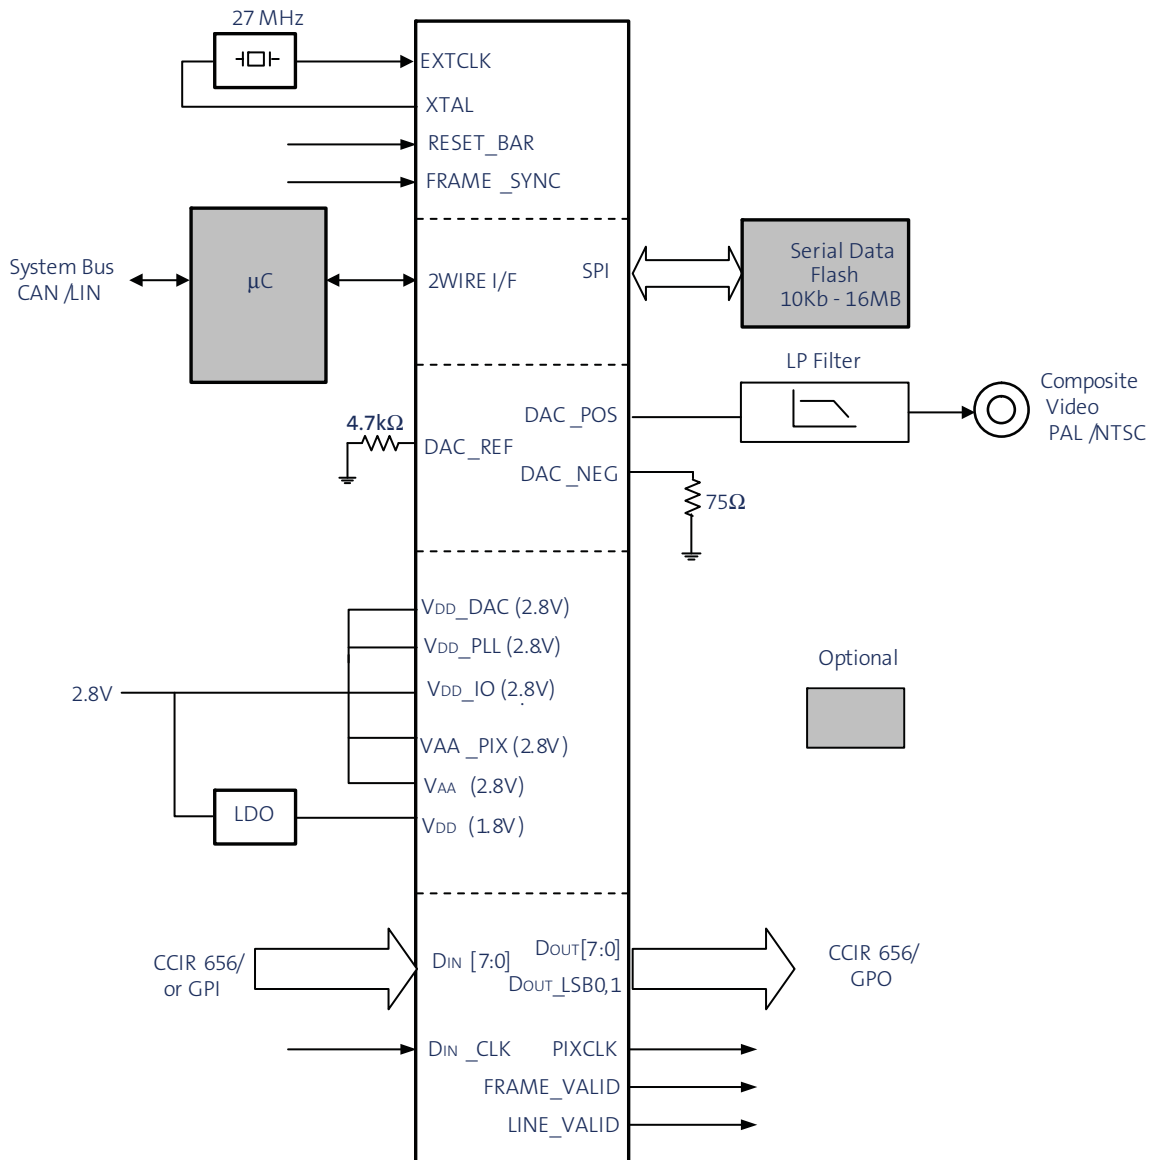 27 MHz
EXTCLK
XTAL
RESET_BAR
FRAME _SYNC
System Bus
CAN /LIN
µC
2WIRE I/F
SPI
Serial Data
Flash
10Kb - 16MB
LP Filter
DAC _POS
Composite
Video
PAL /NTSC
4.7kΩ
DAC _REF
DAC _NEG
75Ω
VDD_DAC (2.8V)
VDD_PLL (2.8V)
2.8V
VDD_IO (2.8V)
VAA _PIX (2.8V)
VAA (2.8V)
LDO
VDD (1.8V)
Optional
CCIR 656/
or GPI
DIN [7:0]
DOUT[7:0]
DOUT_LSB0,1
CCIR 656/
GPO
DIN _CLK
PIXCLK
FRAME_VALID
LINE_VALID